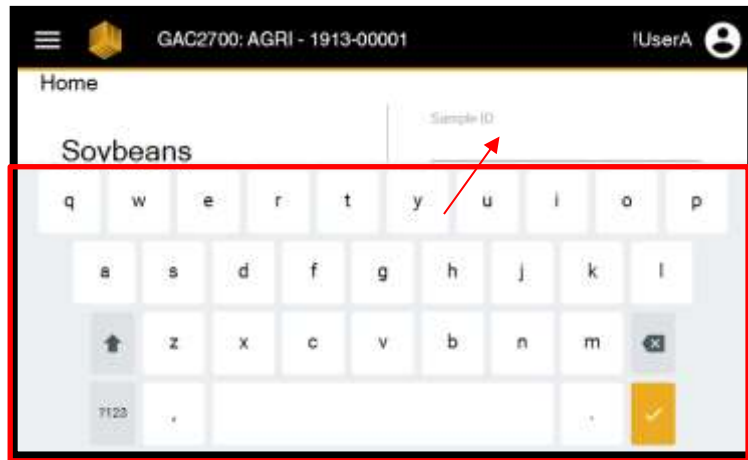 GAC2700: AGRI - 1913-00001 !UserA
Home
Sample ID
Soybeans
q w e r t y u i o p
a s d f g h j k l
z x c v b n m
?123 , .